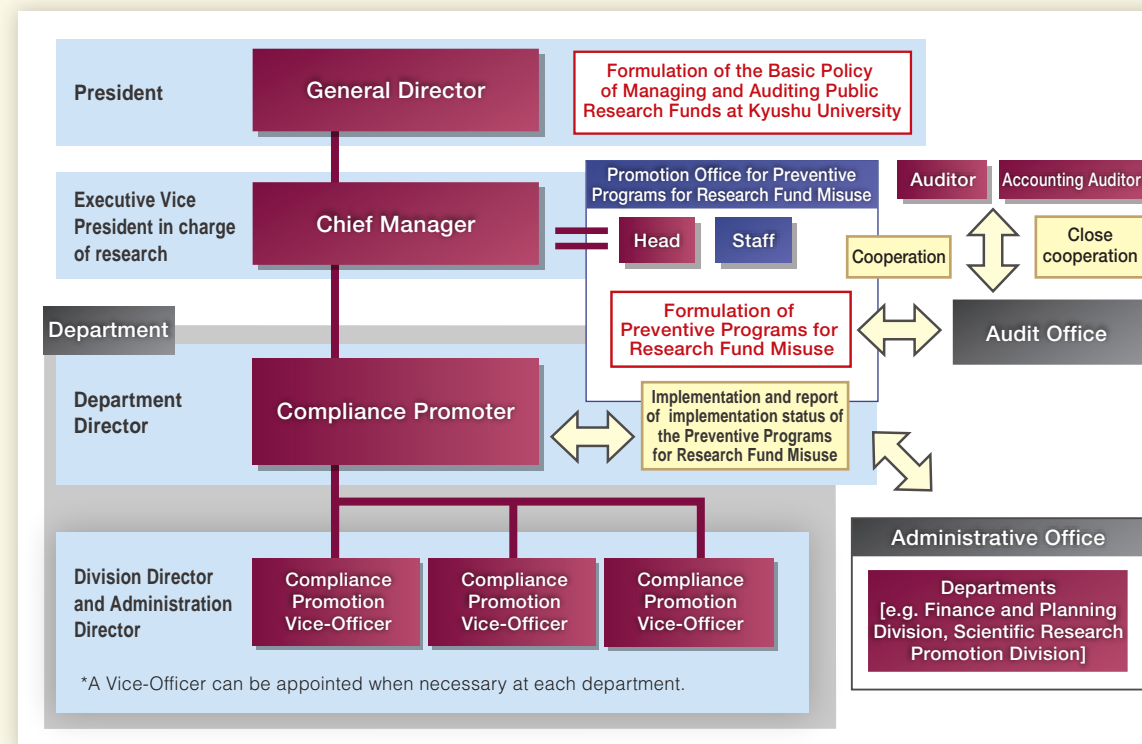 President
General Director
Formulation of the Basic Policy
of Managing and Auditing Public
Research Funds at Kyushu University
Executive Vice
President in charge
of research
Chief Manager
Promotion Office for Preventive
Programs for Research Fund Misuse
Head
Staff
Auditor
Accounting Auditor
Cooperation
Close
cooperation
Formulation of
Preventive Programs for
Research Fund Misuse
Audit Office
Department
Department
Director
Compliance Promoter
Implementation and report
of implementation status of
the Preventive Programs
for Research Fund Misuse
Administrative Office
Departments
[e.g. Finance and Planning
Division, Scientific Research
Promotion Division]
Division Director
and Administration
Director
Compliance
Promotion
Vice-Officer
Compliance
Promotion
Vice-Officer
Compliance
Promotion
Vice-Officer
*A Vice-Officer can be appointed when necessary at each department.